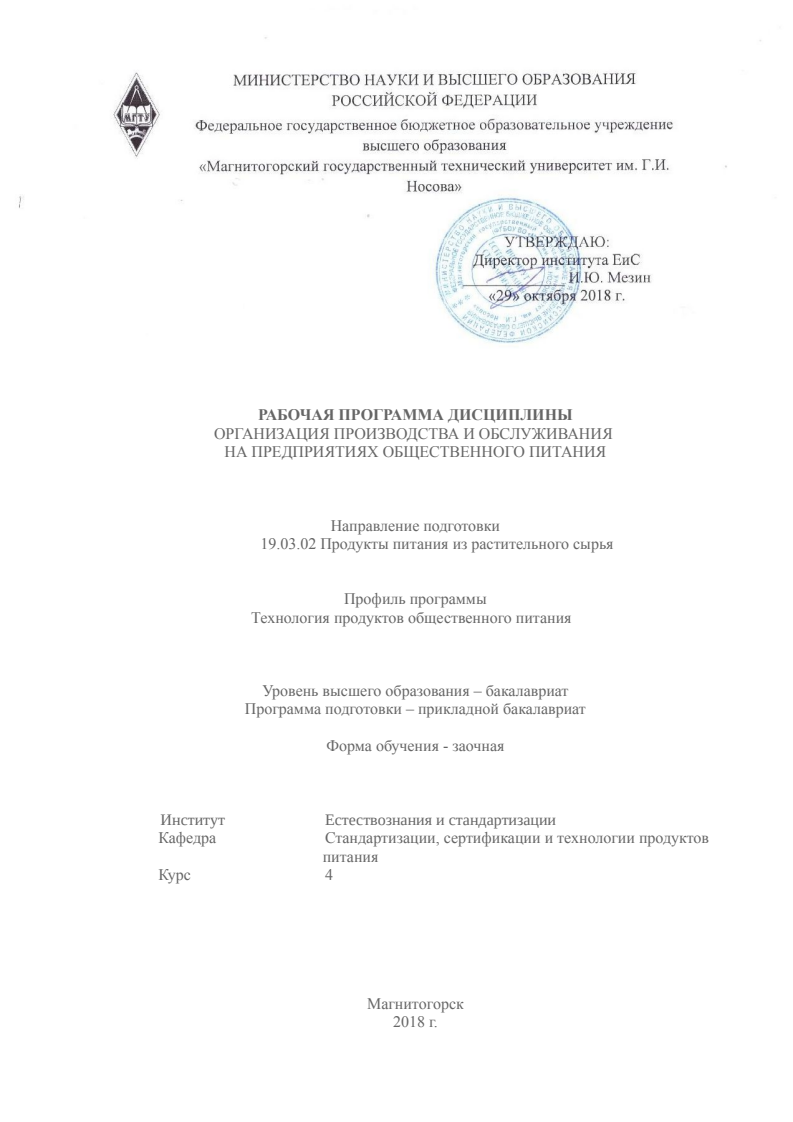 МГТУ
МИНИСТЕРСТВО НАУКИ И ВЫСШЕГО ОБРАЗОВАНИЯ
РОССИЙСКОЙ ФЕДЕРАЦИИ
Федеральное государственное бюджетное образовательное учреждение
высшего образования
«Магнитогорский государственный технический университет им. Г.И.
Носова»
УТВЕРЖДАЮ:
Директор института ЕиС
_____________ И.Ю. Мезин
«29» октября 2018 г.
РАБОЧАЯ ПРОГРАММА ДИСЦИПЛИНЫ
ОРГАНИЗАЦИЯ ПРОИЗВОДСТВА И ОБСЛУЖИВАНИЯ
НА ПРЕДПРИЯТИЯХ ОБЩЕСТВЕННОГО ПИТАНИЯ
Направление подготовки
19.03.02 Продукты питания из растительного сырья
Профиль программы
Технология продуктов общественного питания
Уровень высшего образования – бакалавриат
Программа подготовки – прикладной бакалавриат
Форма обучения - заочная
Институт Естествознания и стандартизации
Кафедра Стандартизации, сертификации и технологии продуктов
питания
Курс 4
Магнитогорск
2018 г.